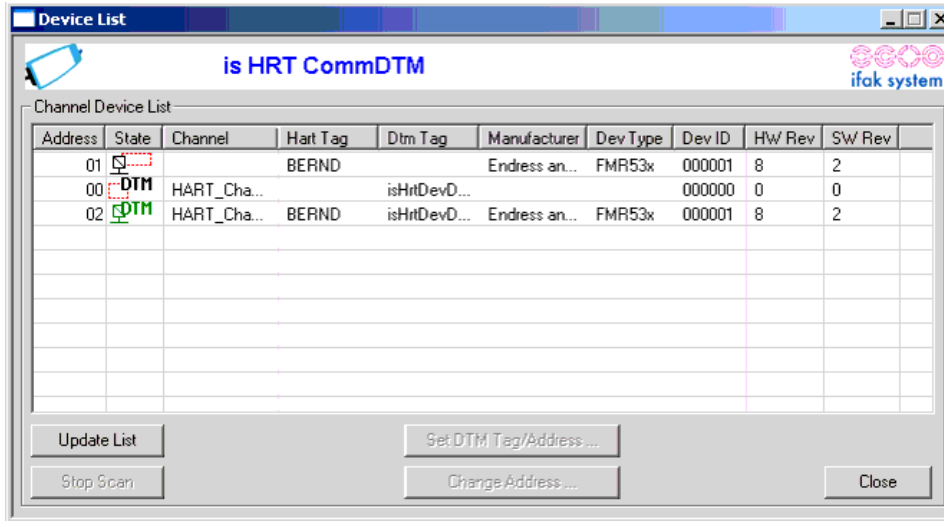 Device List
is HRT CommDTM
ifak system
Channel Device List
Address State Channel Hart Tag Dtm Tag Manufacturer Dev Type Dev ID HW Rev SW Rev
01 BERND Endress an... FMR53x 000001 8 2
00 DTM HART_Cha... isHrtDevD... 000000 0 0
02 DTM HART_Cha... BERND isHrtDevD... Endress an... FMR53x 000001 8 2
Update List Set DTM Tag/Address ...
Stop Scan Change Address ... Close